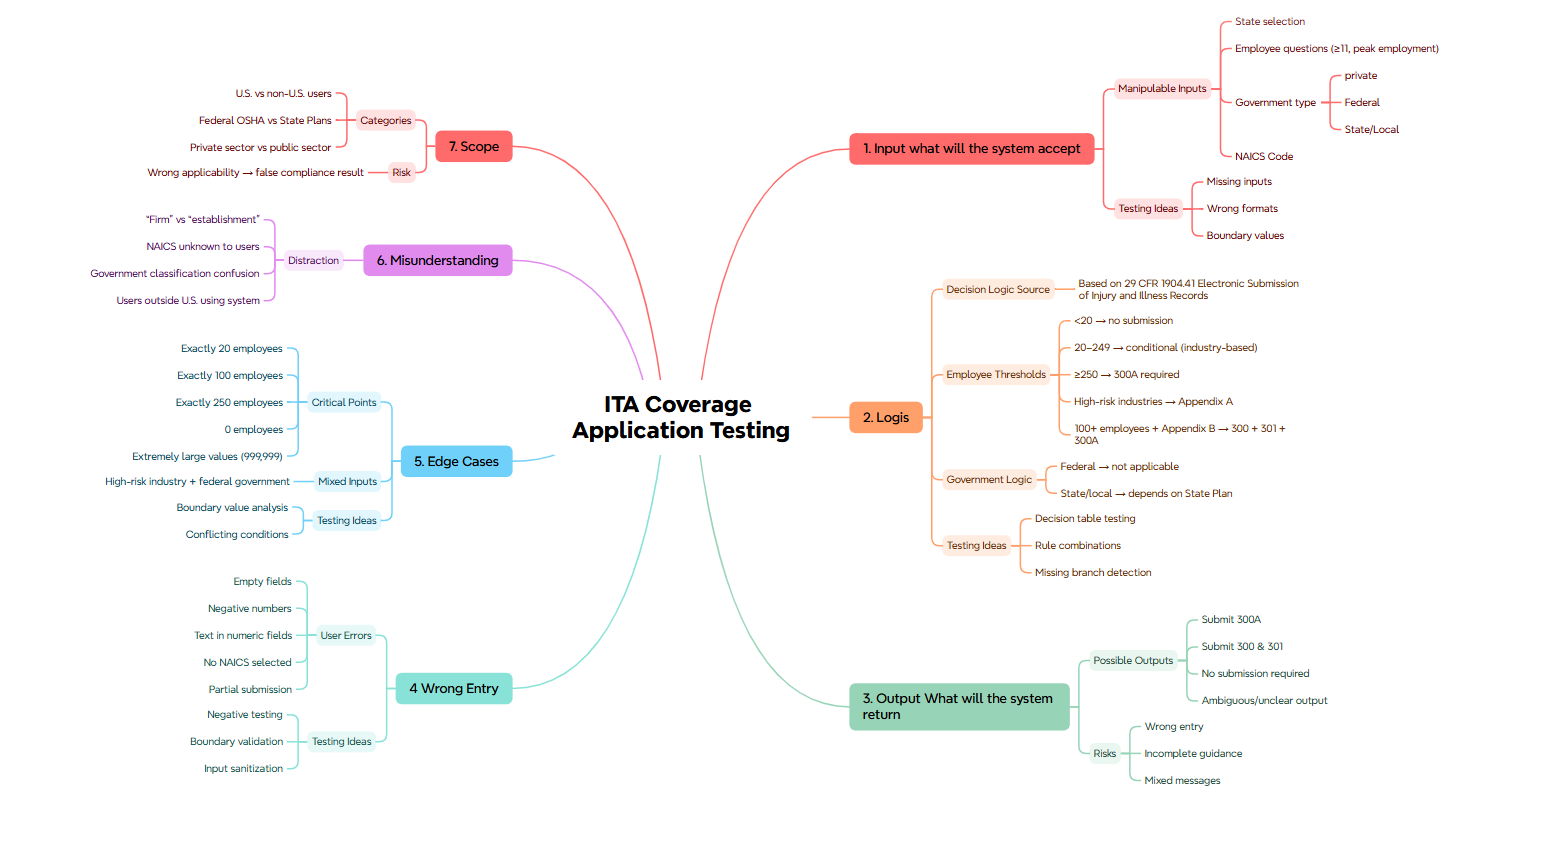 ITA Coverage
Application Testing
1. Input what will the system accept
Manipulable Inputs
State selection
Employee questions (≥11, peak employment)
Government type
private
Federal
State/Local
NAICS Code
Testing Ideas
Missing inputs
Wrong formats
Boundary values
2. Logis
Decision Logic Source
Based on 29 CFR 1904.41 Electronic Submission
of Injury and Illness Records
Employee Thresholds
<20 → no submission
20–249 → conditional (industry-based)
≥250 → 300A required
High-risk industries → Appendix A
100+ employees + Appendix B → 300 + 301 +
300A
Government Logic
Federal → not applicable
State/local → depends on State Plan
Testing Ideas
Decision table testing
Rule combinations
Missing branch detection
3. Output What will the system
return
Possible Outputs
Submit 300A
Submit 300 & 301
No submission required
Ambiguous/unclear output
Risks
Wrong entry
Incomplete guidance
Mixed messages
4 Wrong Entry
User Errors
Empty fields
Negative numbers
Text in numeric fields
No NAICS selected
Partial submission
Testing Ideas
Negative testing
Boundary validation
Input sanitization
5. Edge Cases
Critical Points
Exactly 20 employees
Exactly 100 employees
Exactly 250 employees
0 employees
Extremely large values (999,999)
Mixed Inputs
High-risk industry + federal government
Testing Ideas
Boundary value analysis
Conflicting conditions
6. Misunderstanding
Distraction
“Firm” vs “establishment”
NAICS unknown to users
Government classification confusion
Users outside U.S. using system
7. Scope
Categories
U.S. vs non-U.S. users
Federal OSHA vs State Plans
Private sector vs public sector
Risk
Wrong applicability → false compliance result